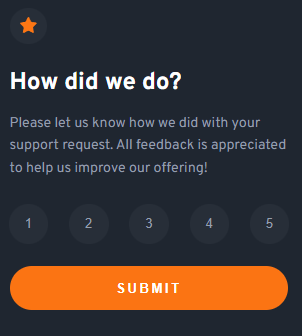 How did we do?
Please let us know how we did with your
support request. All feedback is appreciated
to help us improve our offering!
1 2 3 4 5
SUBMIT